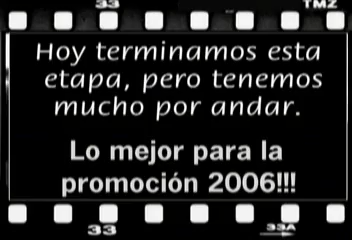 33 TMZ
Hoy terminamos esta
etapa, pero tenemos
mucho por andar.
Lo mejor para la
promoción 2006!!!
33 33A